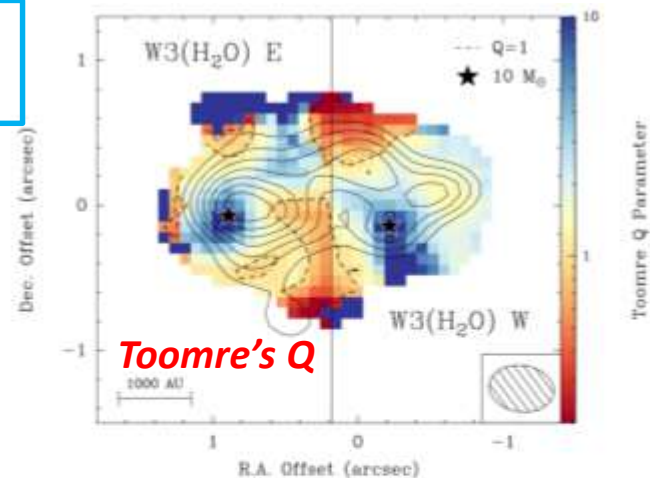 W3(H₂O) E
--- Q=1
★ 10 M⊙
10
1
1
0
-1
Dec. Offset (arcsec)
Toomre Q Parameter
W3(H₂O) W
Toomre's Q
1000 AU
1
0
-1
R.A. Offset (arcsec)